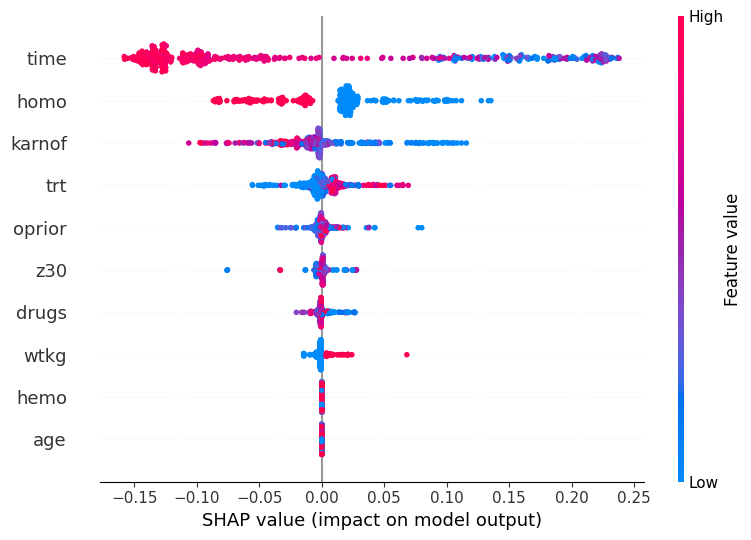 High
time
homo
karnof
trt
oprior
z30
drugs
wtkg
hemo
age
Feature value
Low
−0.15 −0.10 −0.05 0.00 0.05 0.10 0.15 0.20 0.25
SHAP value (impact on model output)